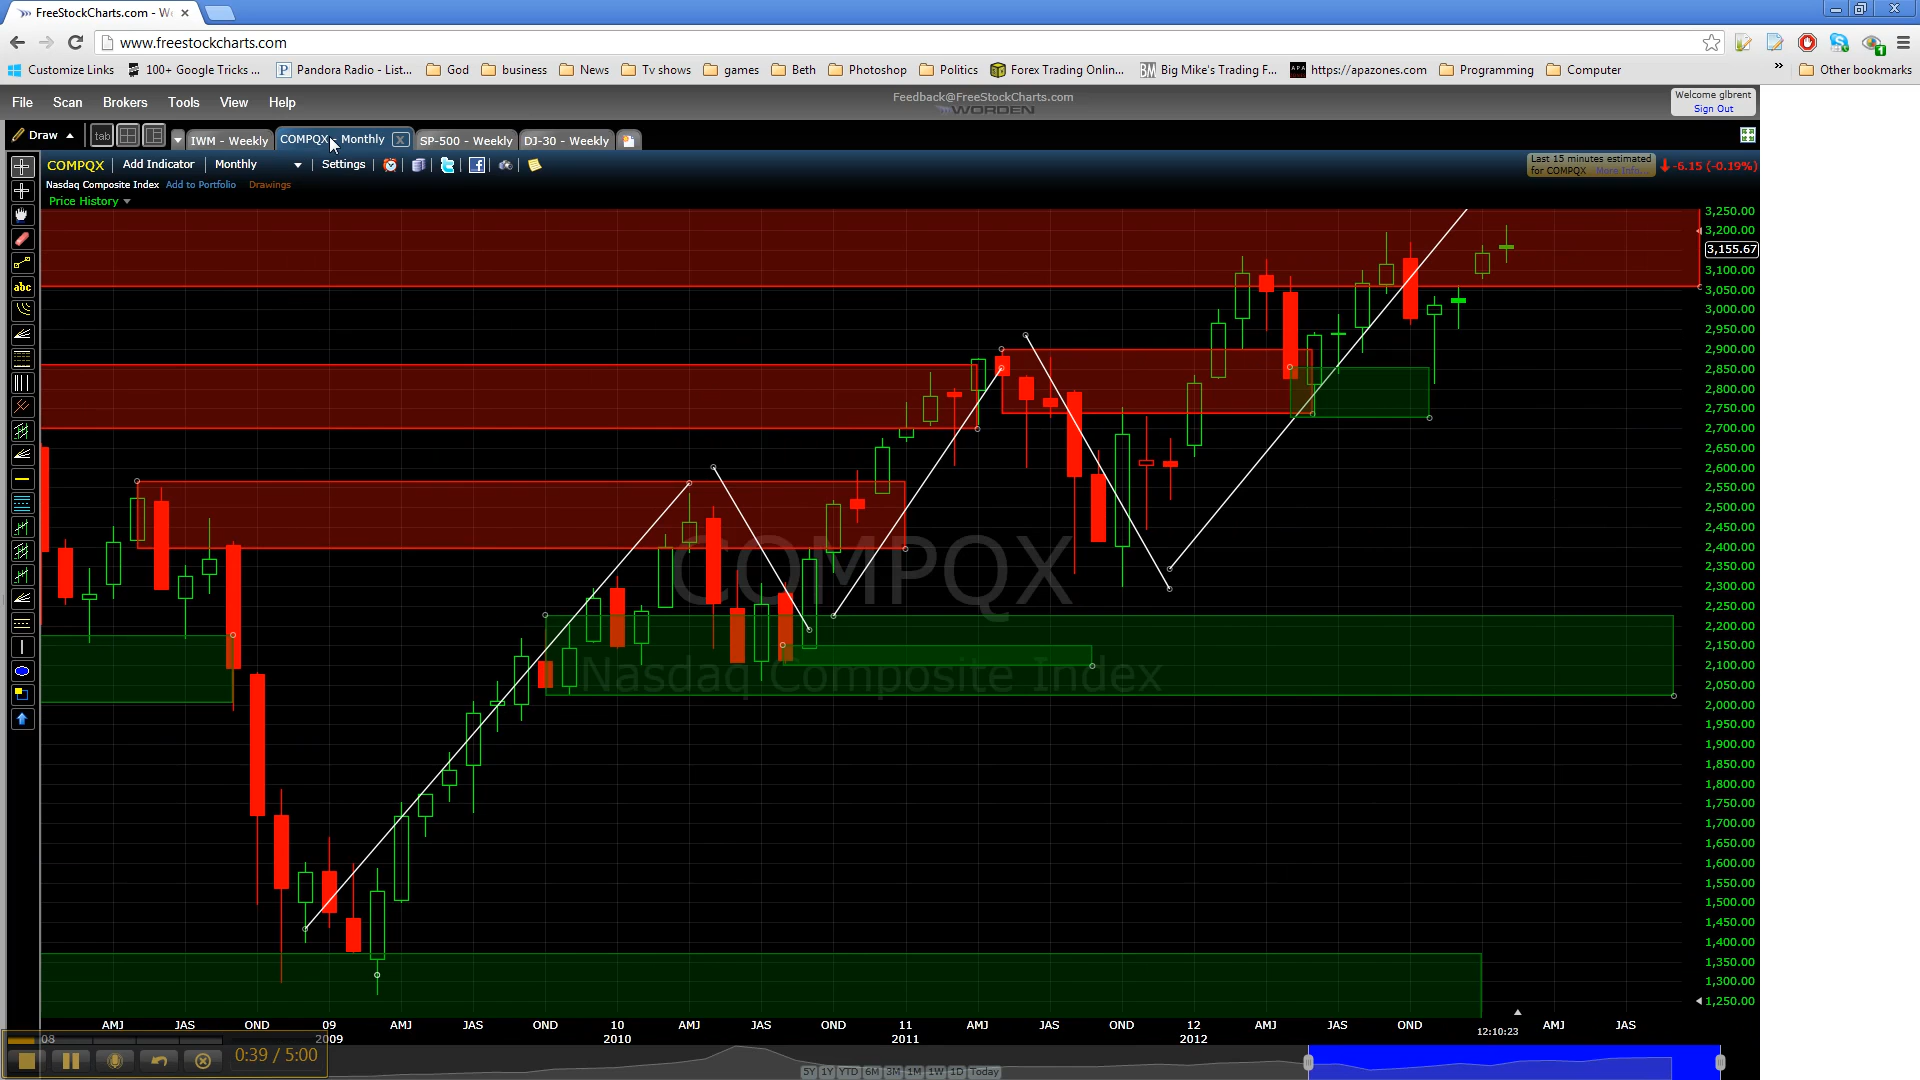 FreeStockCharts.com - W
www.freestockcharts.com
Customize Links 100+ Google Tricks ... Pandora Radio - List... God business News Tv shows games Beth Photoshop Politics Forex Trading Onlin... Big Mike's Trading F... https://apazones.com Programming Computer » Other bookmarks
File Scan Brokers Tools View Help
Feedback@FreeStockCharts.com
WORDEN
Welcome glbrent
Sign Out
Draw tab IWM - Weekly COMPQX - Monthly x SP-500 - Weekly DJ-30 - Weekly
COMPQX Add Indicator Monthly Settings
Last 15 minutes estimated
for COMPQX More Info...
-6.15 (-0.19%)
Nasdaq Composite Index Add to Portfolio Drawings
Price History
abc
COMPQX
Nasdaq Composite Index
3,250.00
3,200.00
3,155.67
3,100.00
3,050.00
3,000.00
2,950.00
2,900.00
2,850.00
2,800.00
2,750.00
2,700.00
2,650.00
2,600.00
2,550.00
2,500.00
2,450.00
2,400.00
2,350.00
2,300.00
2,250.00
2,200.00
2,150.00
2,100.00
2,050.00
2,000.00
1,950.00
1,900.00
1,850.00
1,800.00
1,750.00
1,700.00
1,650.00
1,600.00
1,550.00
1,500.00
1,450.00
1,400.00
1,350.00
1,300.00
1,250.00
AMJ JAS OND 09 AMJ JAS OND 10 AMJ JAS OND 11 AMJ JAS OND 12 AMJ JAS OND 12:10:23 AMJ JAS
08 2009 2010 2011 2012
0:39 / 5:00
5Y 1Y YTD 6M 3M 1M 1W 1D Today